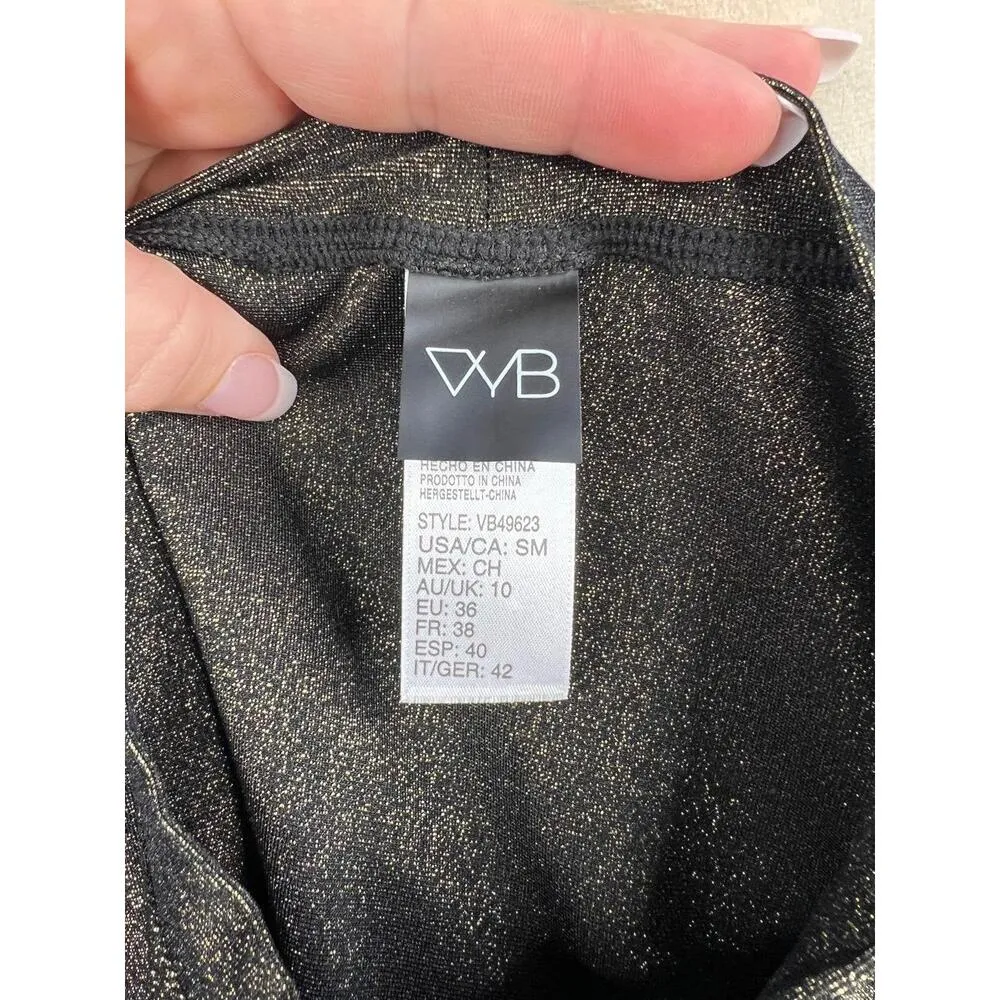 VYB
HECHO EN CHINA
PRODOTTO IN CHINA
HERGESTELLT-CHINA
STYLE: VB49623
USA/CA: SM
MEX: CH
AU/UK: 10
EU: 36
FR: 38
ESP: 40
IT/GER: 42